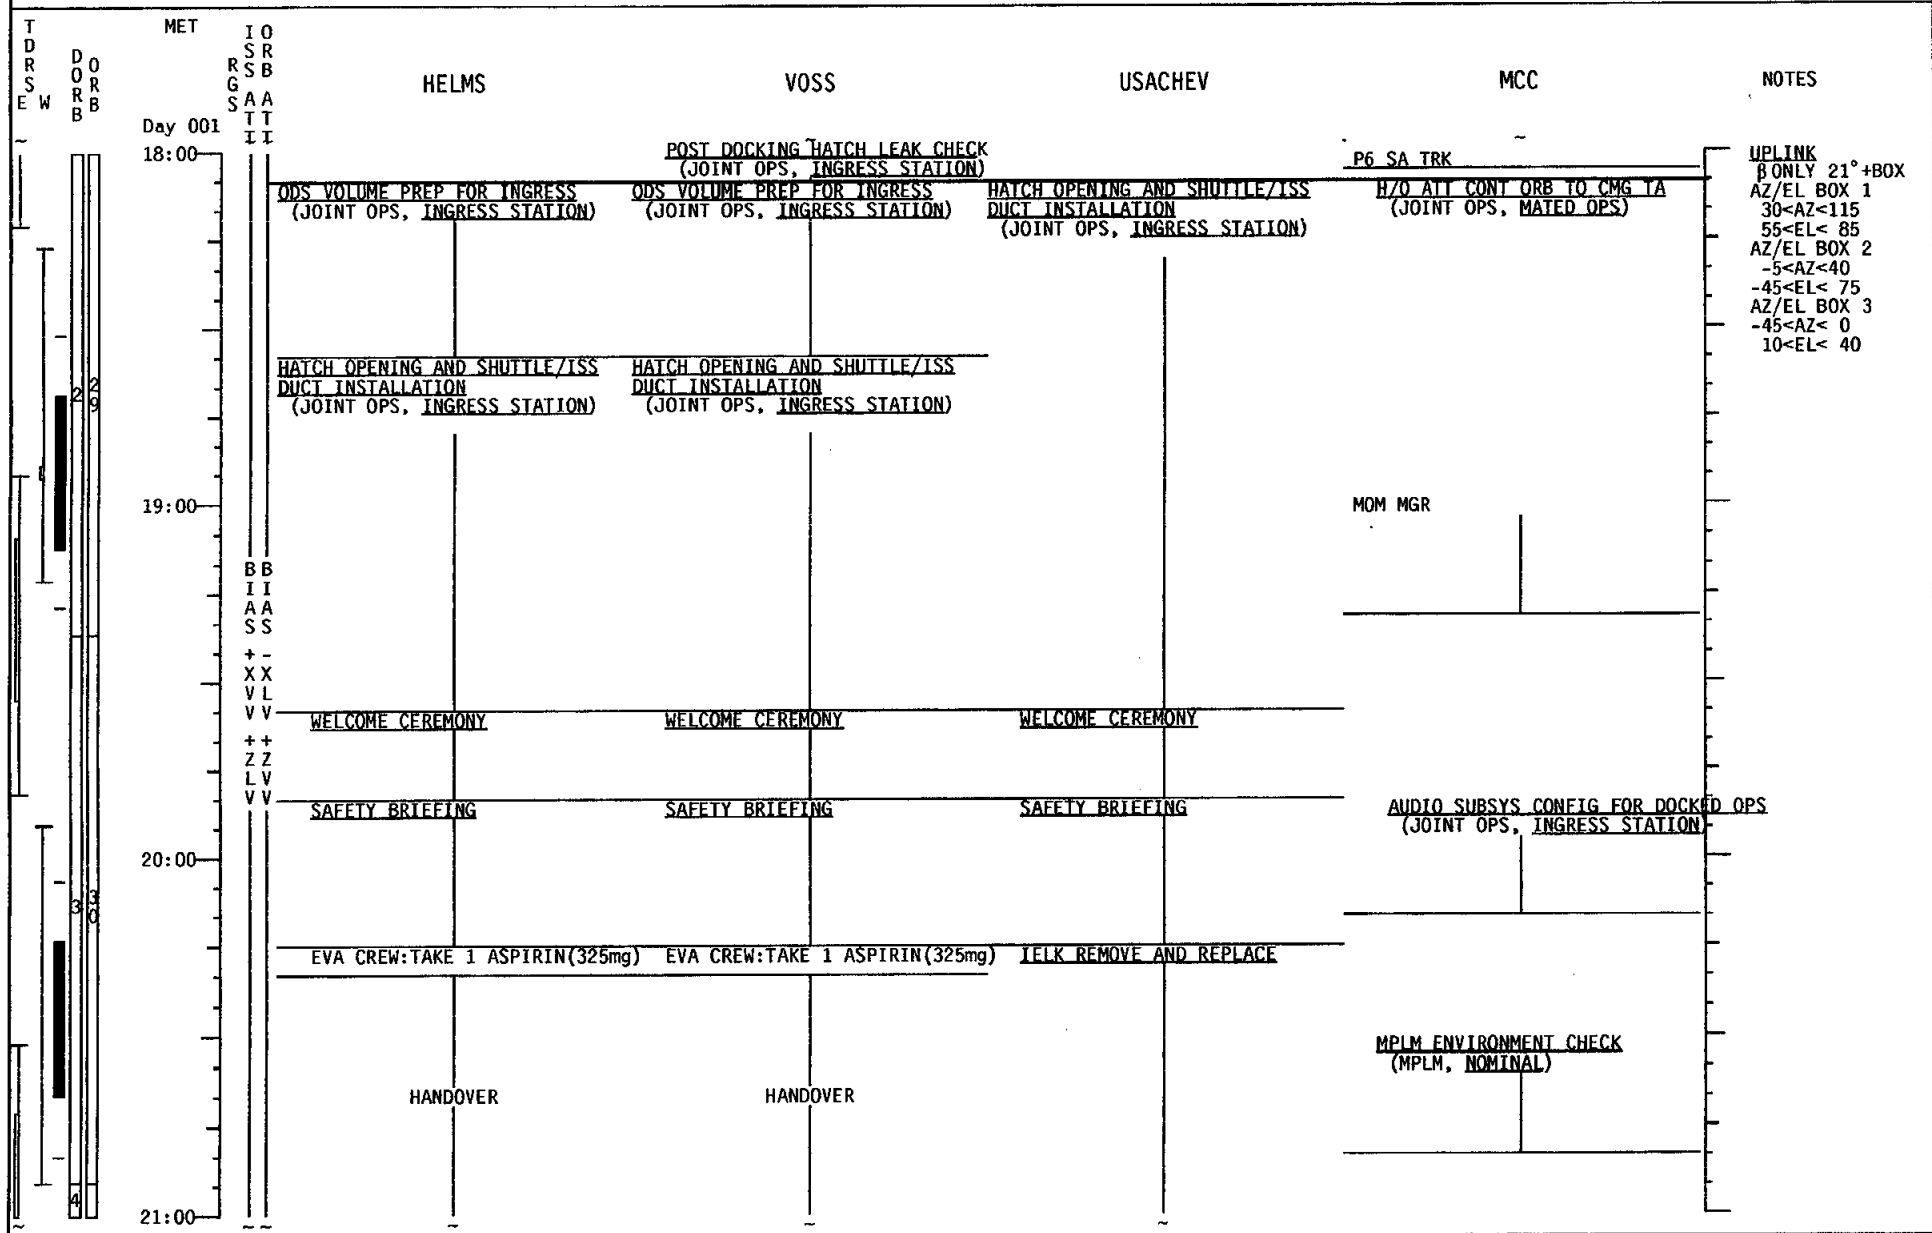 TDRS
E W
DORB
ORB
MET
RGS
ISS ATT
ORB ATT
HELMS
VOSS
USACHEV
MCC
NOTES
Day 001
~ ~ ~ ~ ~
18:00
POST DOCKING HATCH LEAK CHECK
(JOINT OPS, INGRESS STATION)
P6 SA TRK
ODS VOLUME PREP FOR INGRESS
(JOINT OPS, INGRESS STATION)
ODS VOLUME PREP FOR INGRESS
(JOINT OPS, INGRESS STATION)
HATCH OPENING AND SHUTTLE/ISS
DUCT INSTALLATION
(JOINT OPS, INGRESS STATION)
H/O ATT CONT ORB TO CMG TA
(JOINT OPS, MATED OPS)
UPLINK
β ONLY 21°+BOX
AZ/EL BOX 1
30<AZ<115
55<EL< 85
AZ/EL BOX 2
-5<AZ<40
-45<EL< 75
AZ/EL BOX 3
-45<AZ< 0
10<EL< 40
HATCH OPENING AND SHUTTLE/ISS
DUCT INSTALLATION
(JOINT OPS, INGRESS STATION)
HATCH OPENING AND SHUTTLE/ISS
DUCT INSTALLATION
(JOINT OPS, INGRESS STATION)
2
29
19:00
MOM MGR
BIAS +XVV +ZLV
BIAS -XLV +ZVV
WELCOME CEREMONY
WELCOME CEREMONY
WELCOME CEREMONY
SAFETY BRIEFING
SAFETY BRIEFING
SAFETY BRIEFING
AUDIO SUBSYS CONFIG FOR DOCKED OPS
(JOINT OPS, INGRESS STATION)
20:00
3
30
EVA CREW:TAKE 1 ASPIRIN(325mg)
EVA CREW:TAKE 1 ASPIRIN(325mg)
IELK REMOVE AND REPLACE
MPLM ENVIRONMENT CHECK
(MPLM, NOMINAL)
HANDOVER
HANDOVER
4
21:00
~ ~ ~ ~ ~ ~